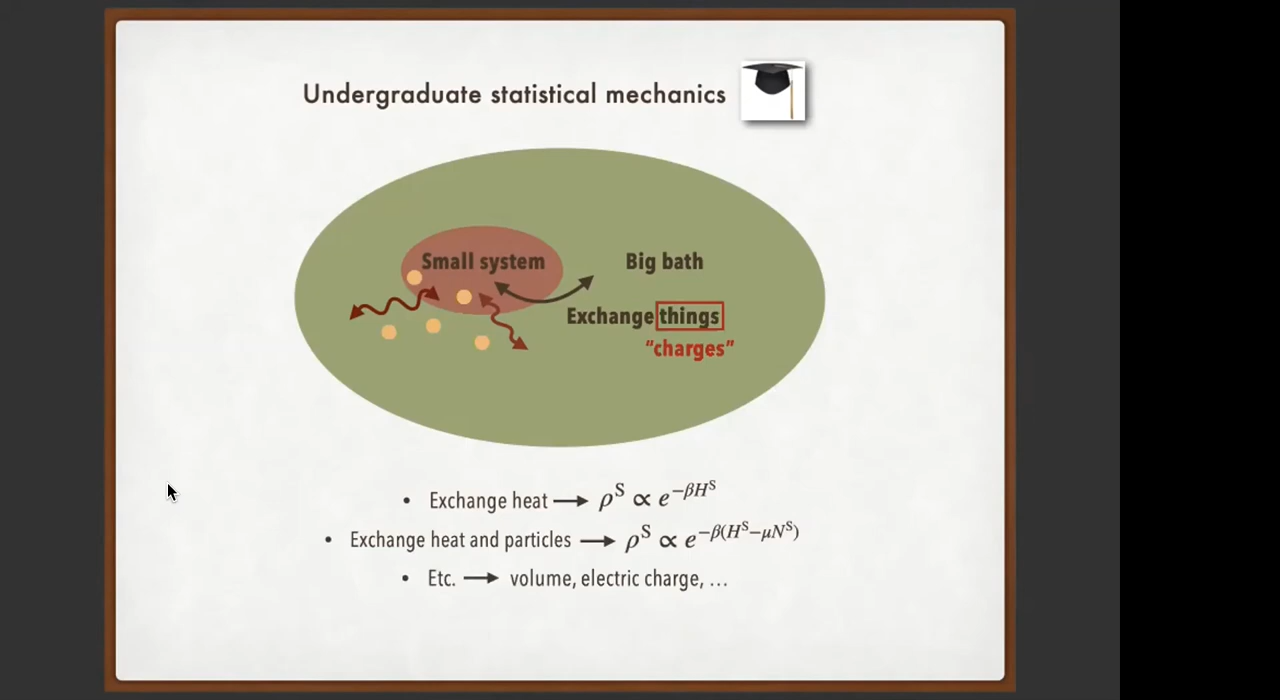 Undergraduate statistical mechanics
Small system
Big bath
Exchange things
“charges”
• Exchange heat ⟶ ρ^S ∝ e^{−βH^S}
• Exchange heat and particles ⟶ ρ^S ∝ e^{−β(H^S−μN^S)}
• Etc. ⟶ volume, electric charge, …